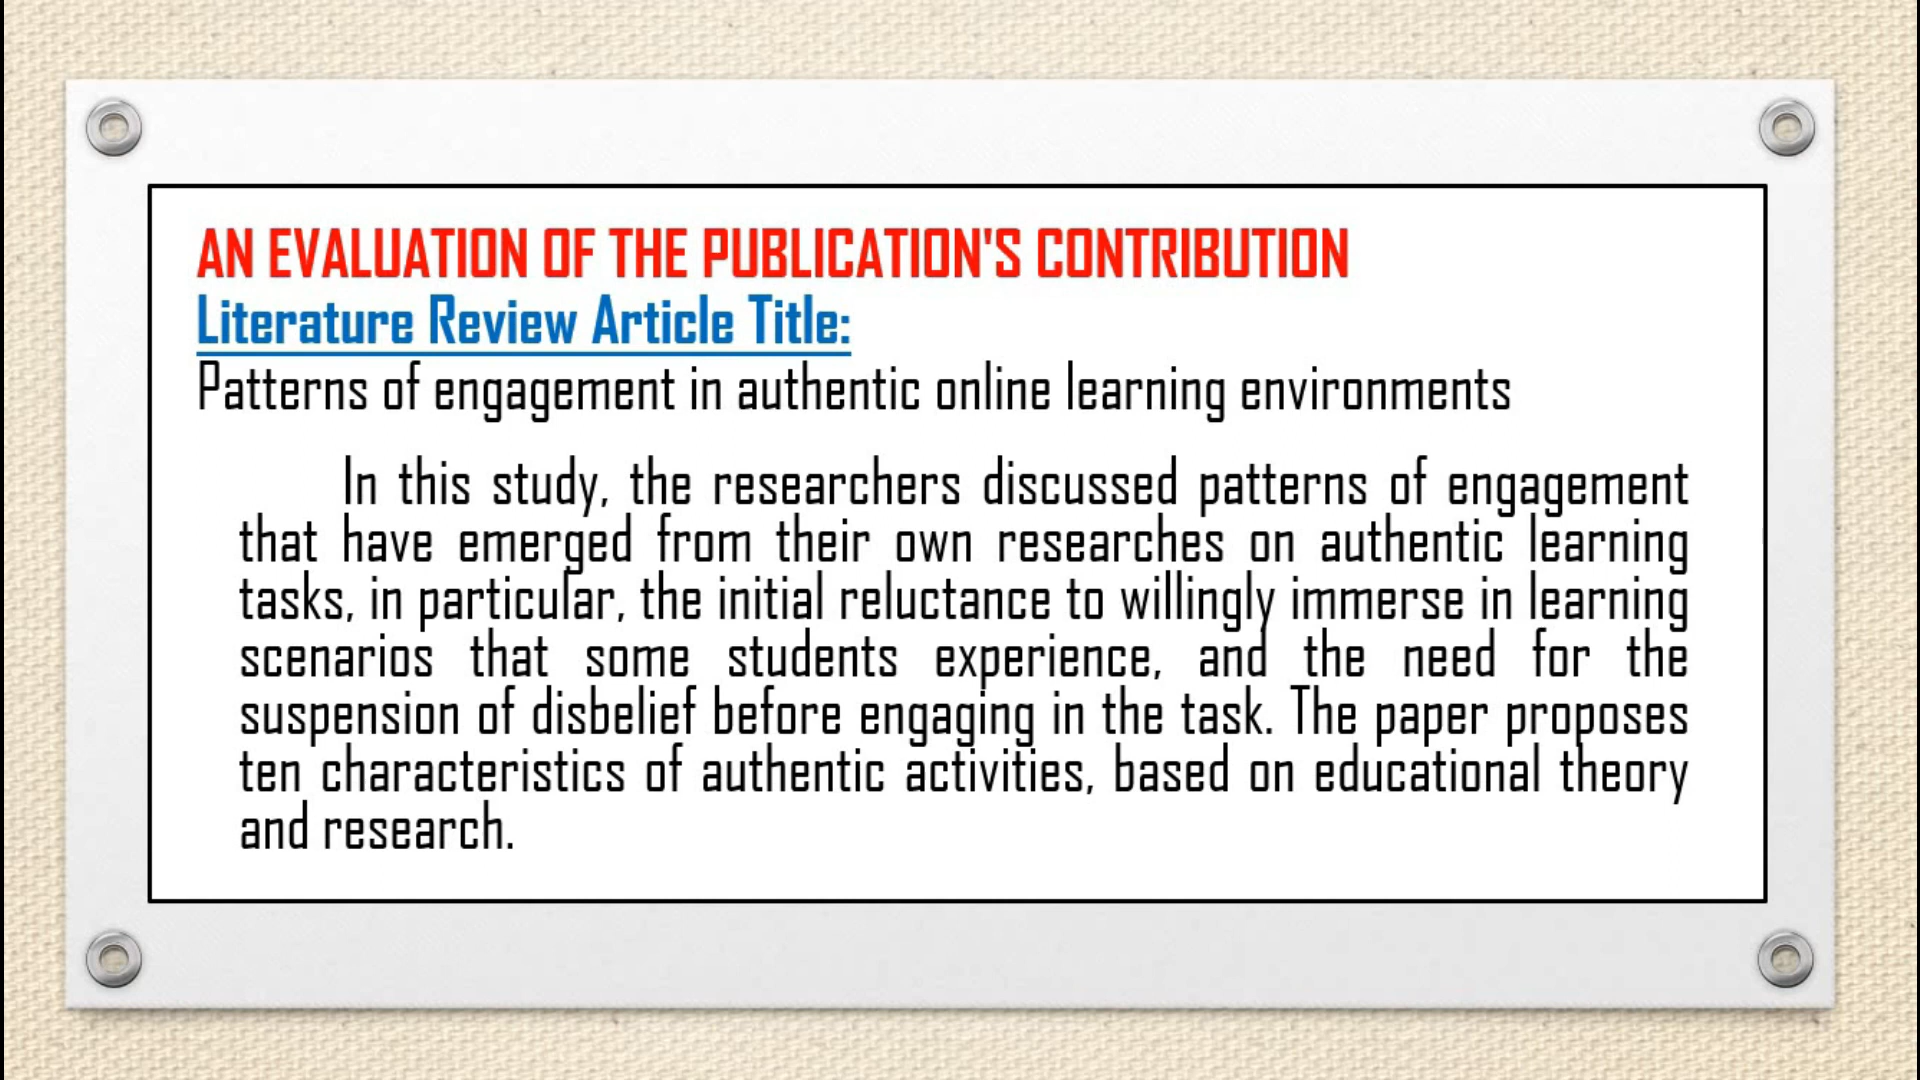 AN EVALUATION OF THE PUBLICATION'S CONTRIBUTION
Literature Review Article Title:
Patterns of engagement in authentic online learning environments
In this study, the researchers discussed patterns of engagement
that have emerged from their own researches on authentic learning
tasks, in particular, the initial reluctance to willingly immerse in learning
scenarios that some students experience, and the need for the
suspension of disbelief before engaging in the task. The paper proposes
ten characteristics of authentic activities, based on educational theory
and research.